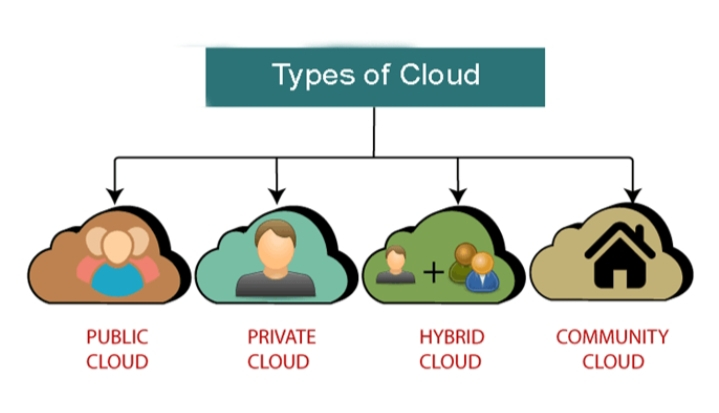 Types of Cloud
PUBLIC
CLOUD
PRIVATE
CLOUD
HYBRID
CLOUD
COMMUNITY
CLOUD